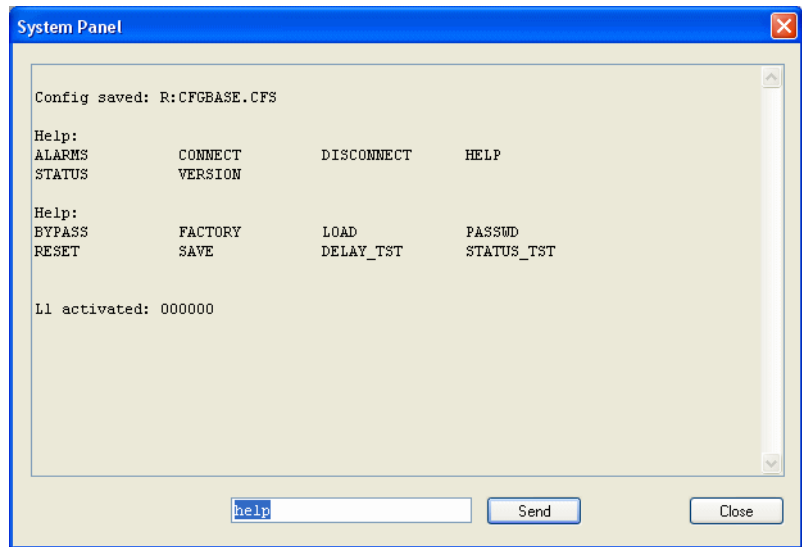 System Panel
Config saved: R:CFGBASE.CFS
Help:
ALARMS CONNECT DISCONNECT HELP
STATUS VERSION
Help:
BYPASS FACTORY LOAD PASSWD
RESET SAVE DELAY_TST STATUS_TST
L1 activated: 000000
help Send Close